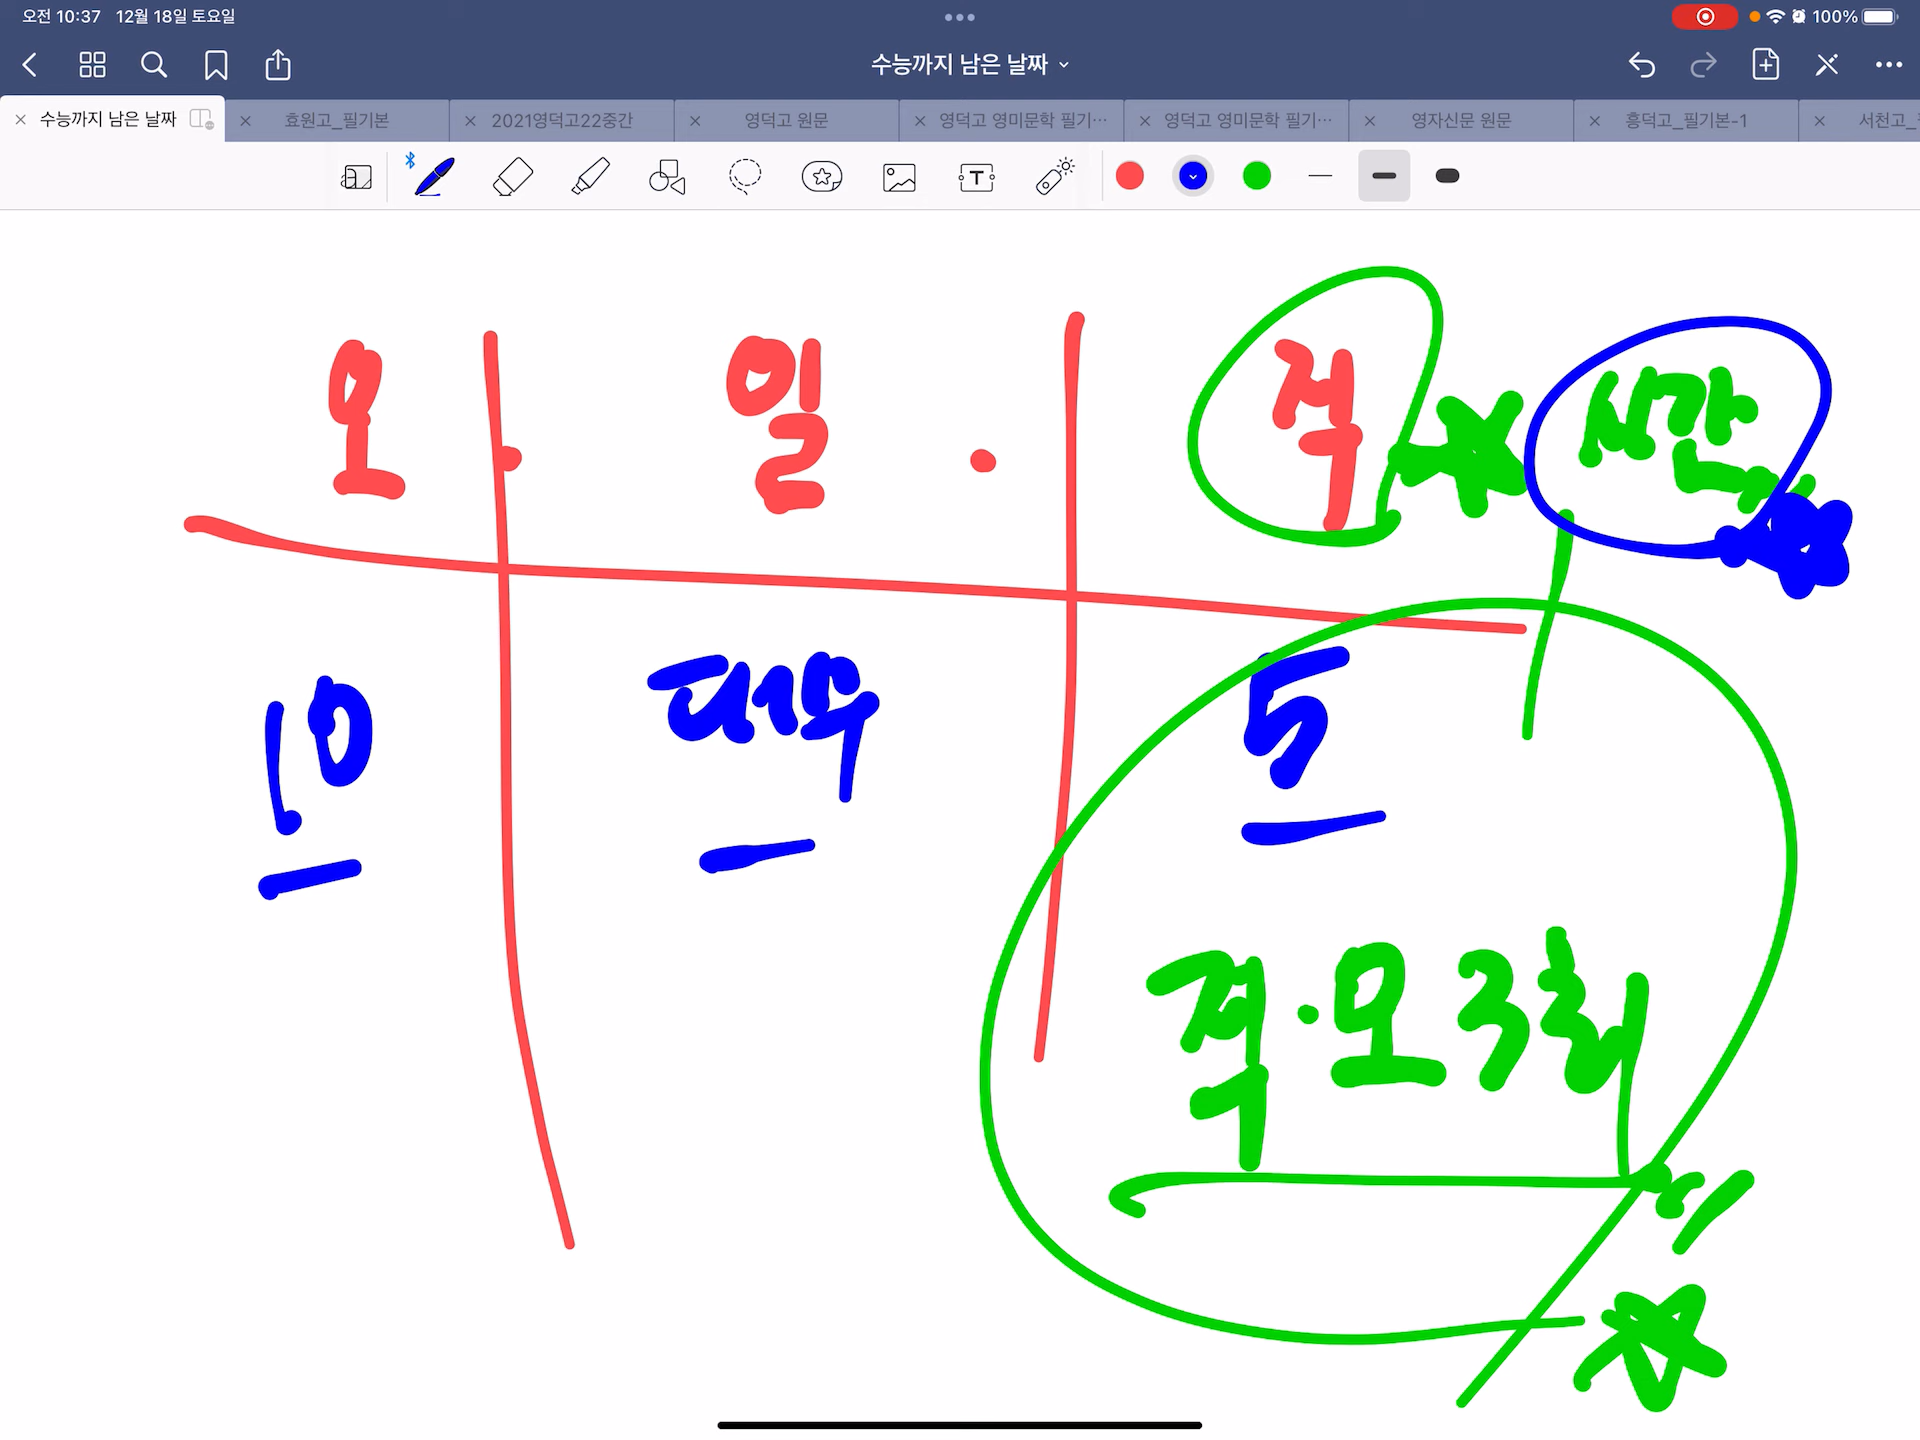 오전 10:37 12월 18일 토요일
100%
수능까지 남은 날짜
수능까지 남은 날짜 효원고_필기본 2021영덕고22중간 영덕고 원문 영덕고 영미문학 필기… 영덕고 영미문학 필기… 영자신문 원문 흥덕고_필기본-1 서천고_
오 . 일 . 적 시간
10 5
적·모 3회